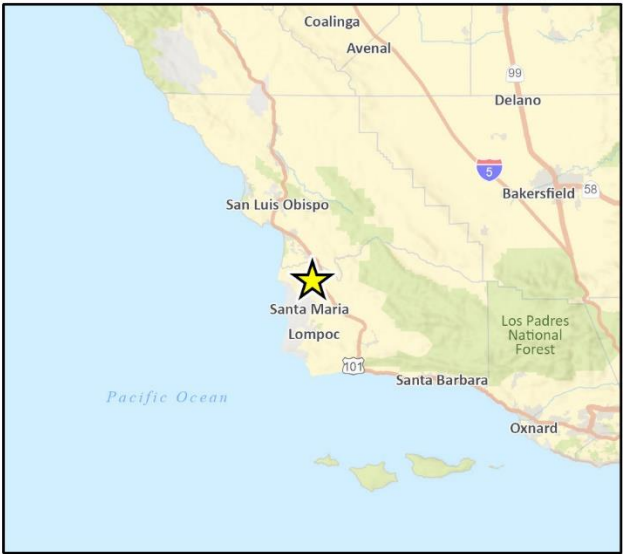 Coalinga
Avenal
99
Delano
5
Bakersfield
58
San Luis Obispo
Santa Maria
Lompoc
Los Padres
National
Forest
101
Santa Barbara
Pacific Ocean
Oxnard